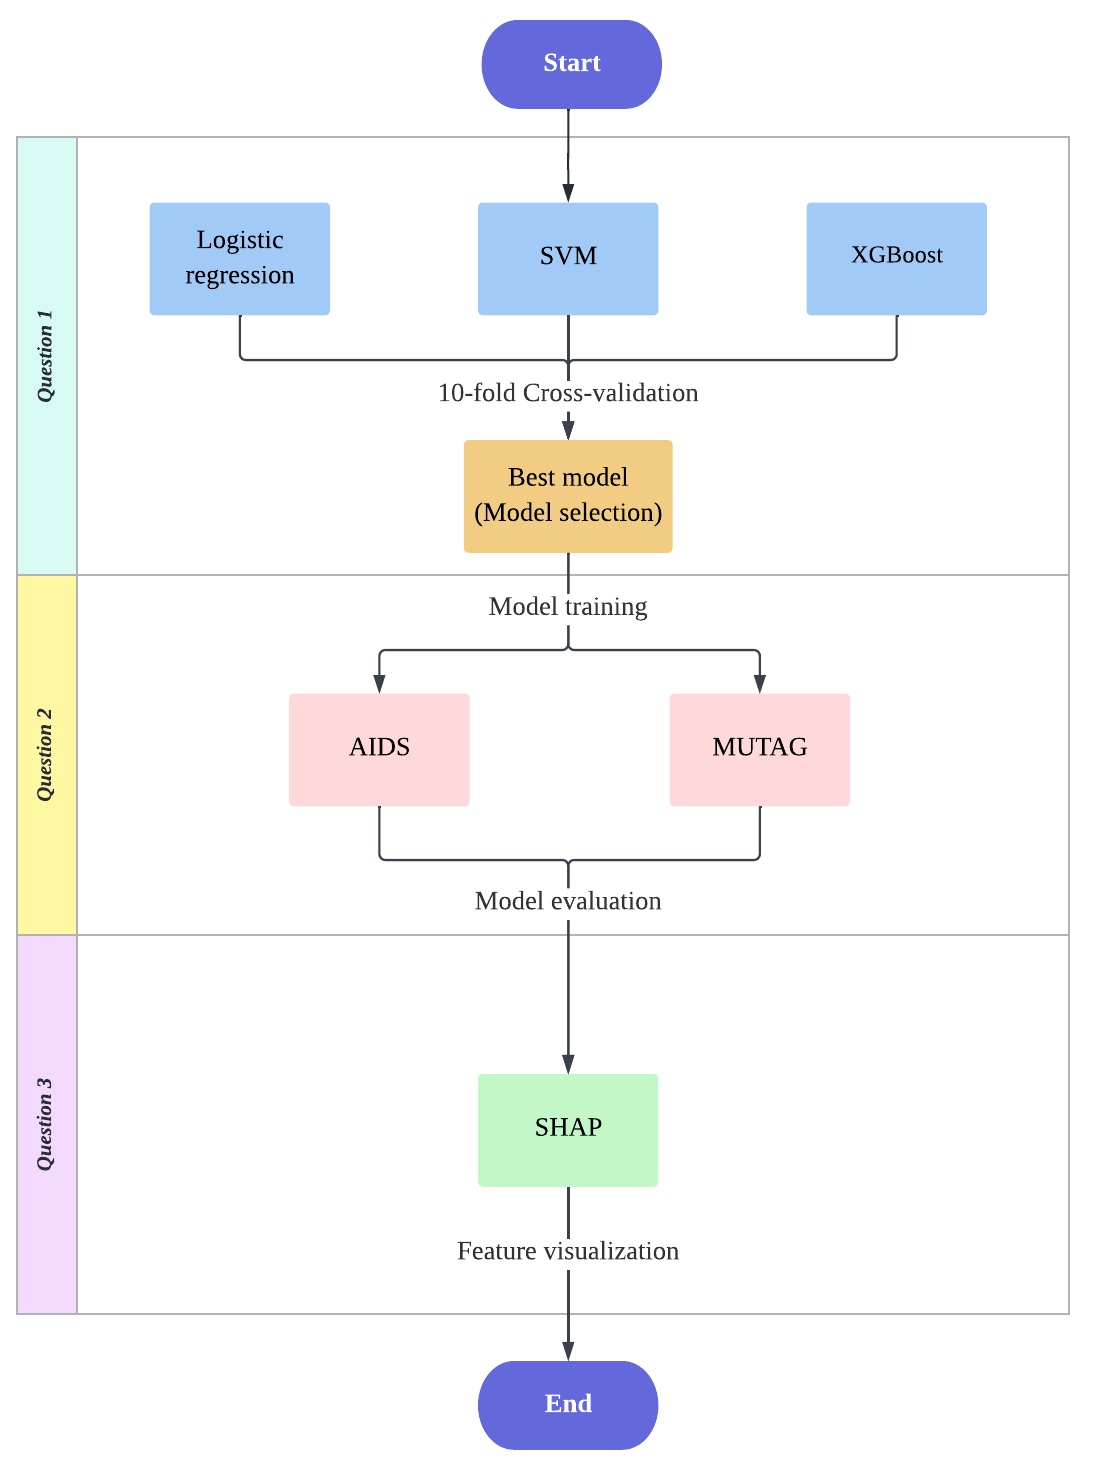 Start
Question 1
Logistic
regression
SVM
XGBoost
10-fold Cross-validation
Best model
(Model selection)
Question 2
Model training
AIDS
MUTAG
Model evaluation
Question 3
SHAP
Feature visualization
End